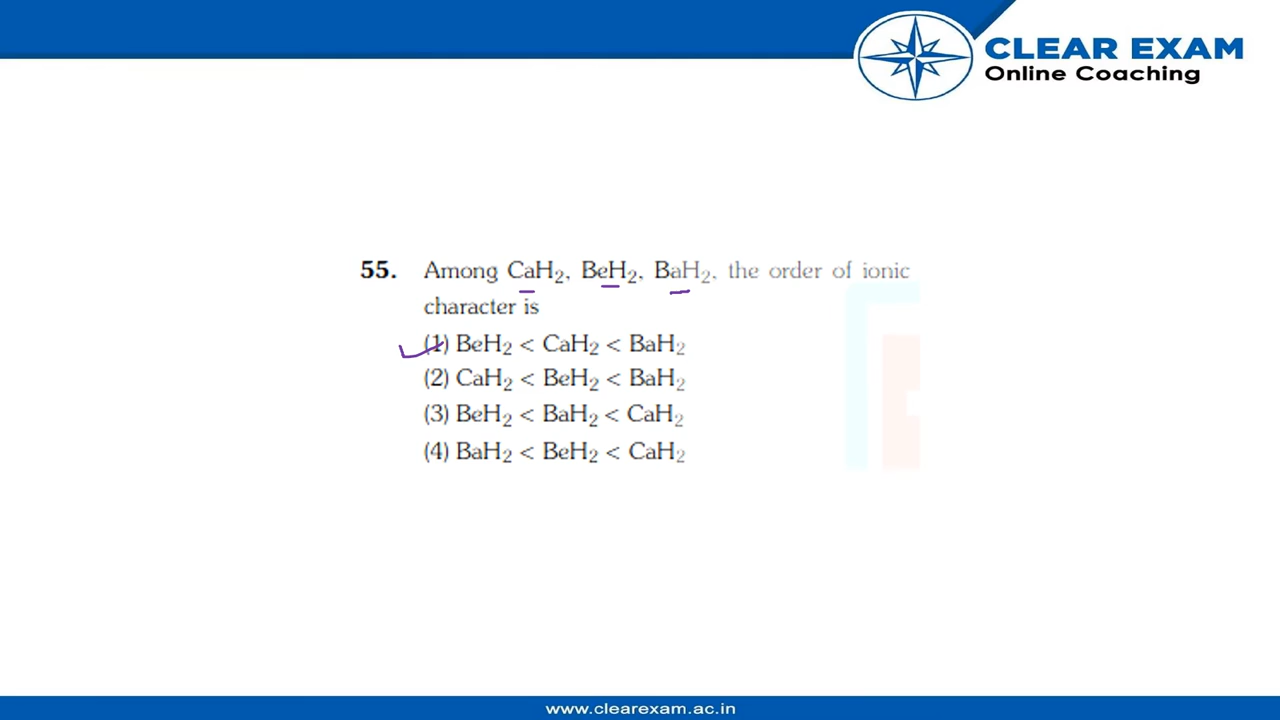 CLEAR EXAM
Online Coaching
55. Among CaH₂, BeH₂, BaH₂, the order of ionic
character is
(1) BeH₂ < CaH₂ < BaH₂
(2) CaH₂ < BeH₂ < BaH₂
(3) BeH₂ < BaH₂ < CaH₂
(4) BaH₂ < BeH₂ < CaH₂
www.clearexam.ac.in